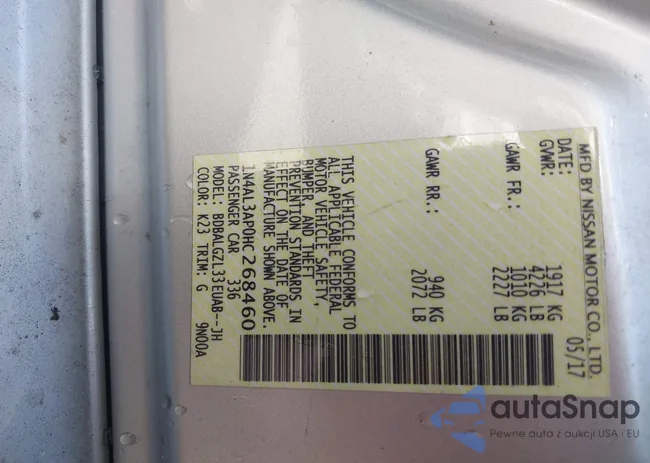 MFD BY NISSAN MOTOR CO., LTD.
DATE: 05/17
GVWR: 1917 KG
4226 LB
GAWR FR.: 1010 KG
2227 LB
GAWR RR.: 940 KG
2072 LB
THIS VEHICLE CONFORMS TO
ALL APPLICABLE FEDERAL
MOTOR VEHICLE SAFETY,
BUMPER, AND THEFT
PREVENTION STANDARDS IN
EFFECT ON THE DATE OF
MANUFACTURE SHOWN ABOVE.
1N4AL3AP0HC268460
PASSENGER CAR 336
MODEL: BDBALGZL33EUAB--JH
COLOR: K23 TRIM: G 9N00A
autaSnap
Pewne auta z aukcji USA i EU